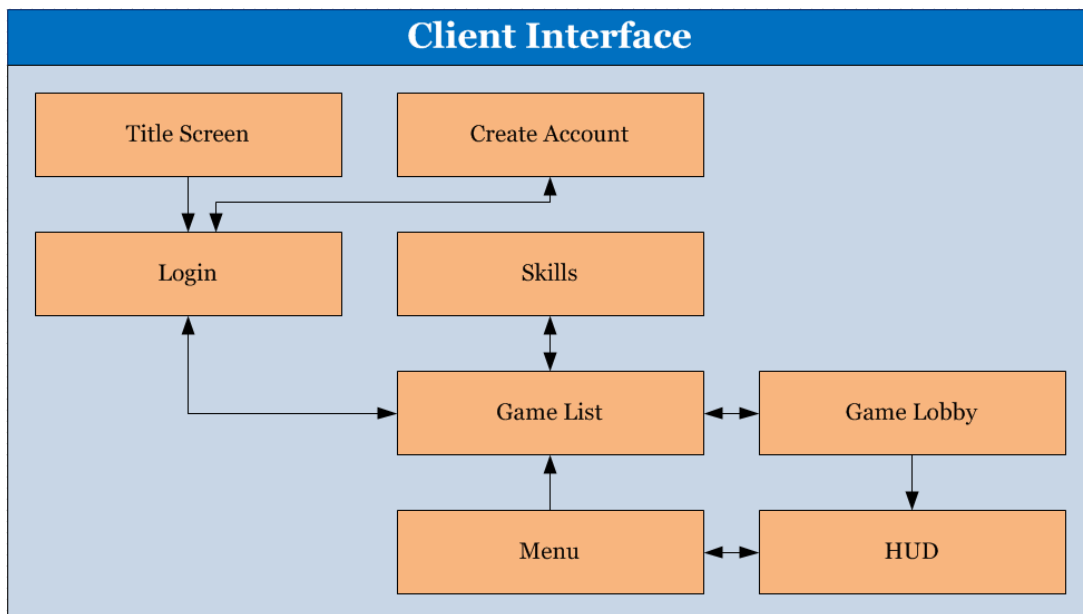 Client Interface
Title Screen
Create Account
Login
Skills
Game List
Game Lobby
Menu
HUD